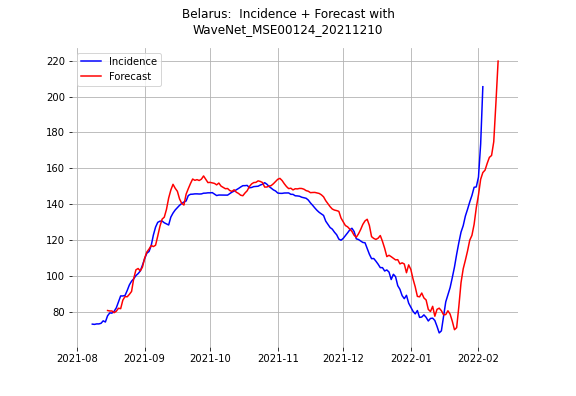 Belarus:  Incidence + Forecast with
WaveNet_MSE00124_20211210
Incidence
Forecast
220
200
180
160
140
120
100
80
2021-08 2021-09 2021-10 2021-11 2021-12 2022-01 2022-02